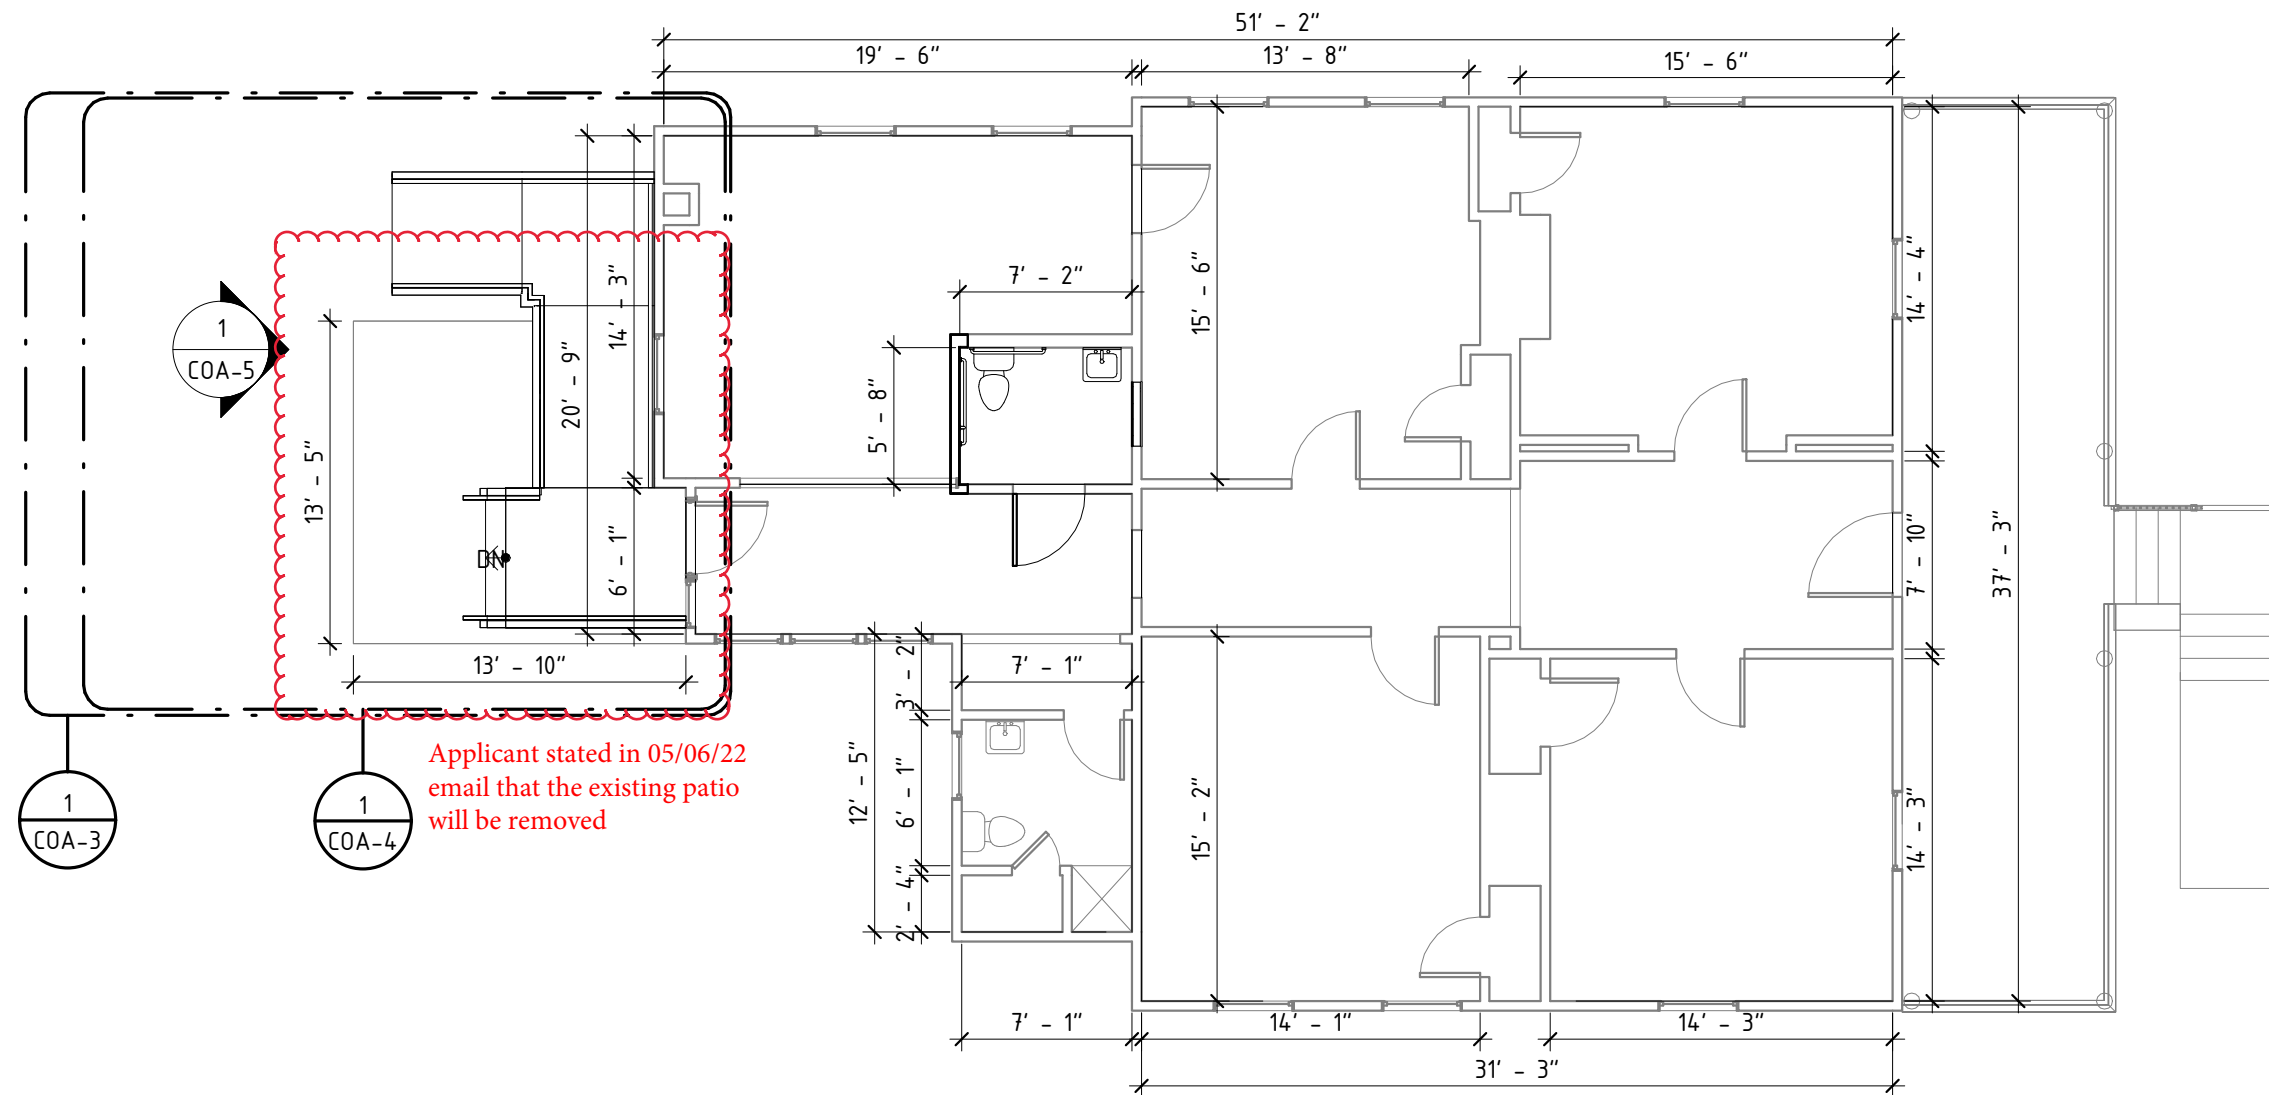 51' - 2"
19' - 6"
13' - 8"
15' - 6"
14' - 4"
14' - 3"
7' - 2"
15' - 6"
1
COA-5
20' - 9"
5' - 8"
13' - 5"
DN
6' - 1"
7' - 10"
37' - 3"
13' - 10"
3' - 2"
7' - 1"
Applicant stated in 05/06/22
email that the existing patio
will be removed
1
COA-3
1
COA-4
12' - 5"
6' - 1"
15' - 2"
14' - 3"
2' - 4"
7' - 1"
14' - 1"
14' - 3"
31' - 3"